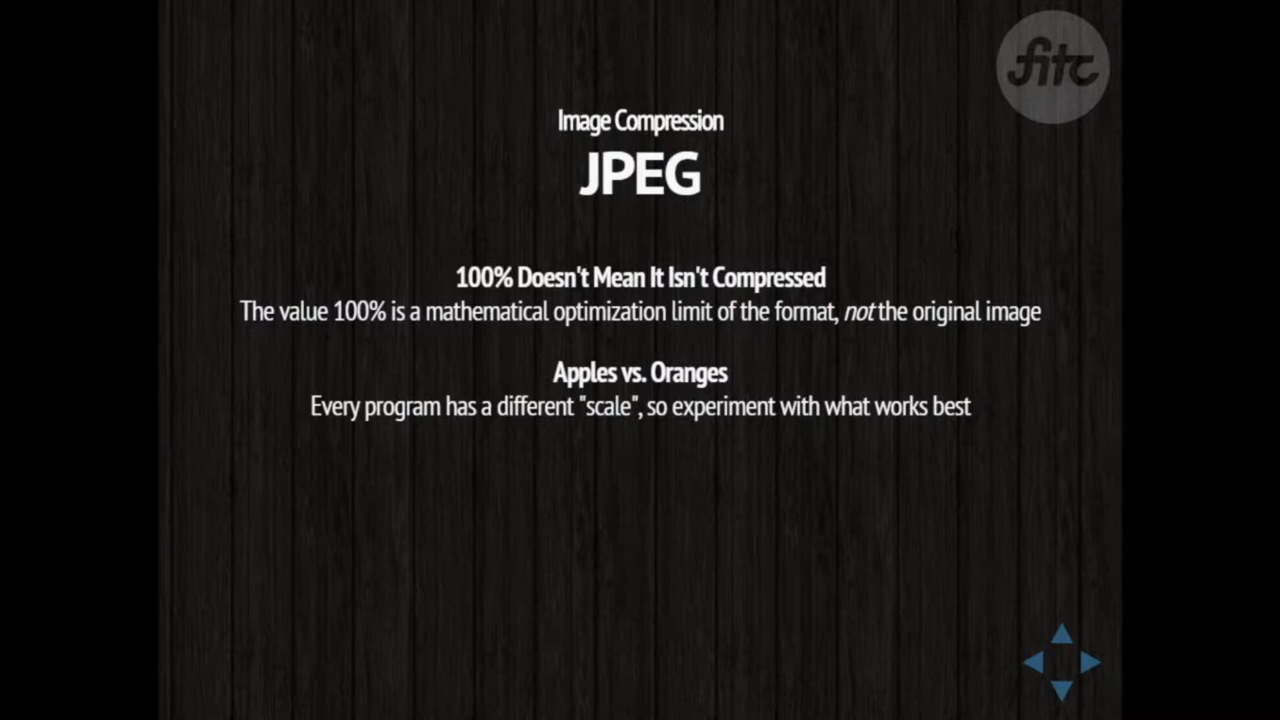 fitc
Image Compression
JPEG
100% Doesn't Mean It Isn't Compressed
The value 100% is a mathematical optimization limit of the format, not the original image
Apples vs. Oranges
Every program has a different "scale", so experiment with what works best